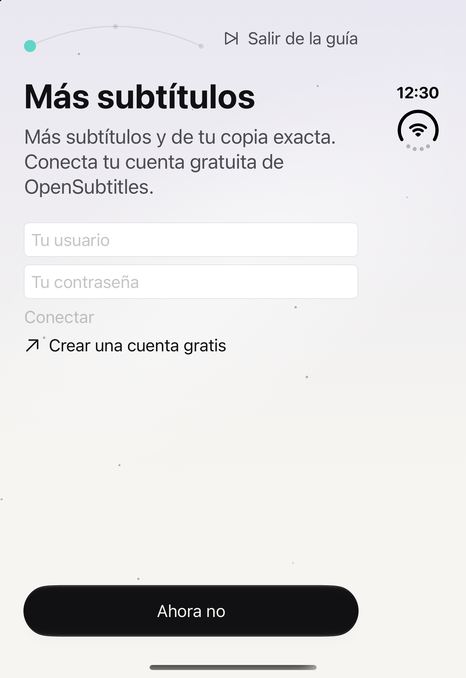 Salir de la guía
Más subtítulos
12:30
Más subtítulos y de tu copia exacta.
Conecta tu cuenta gratuita de
OpenSubtitles.
Tu usuario
Tu contraseña
Conectar
Crear una cuenta gratis
Ahora no